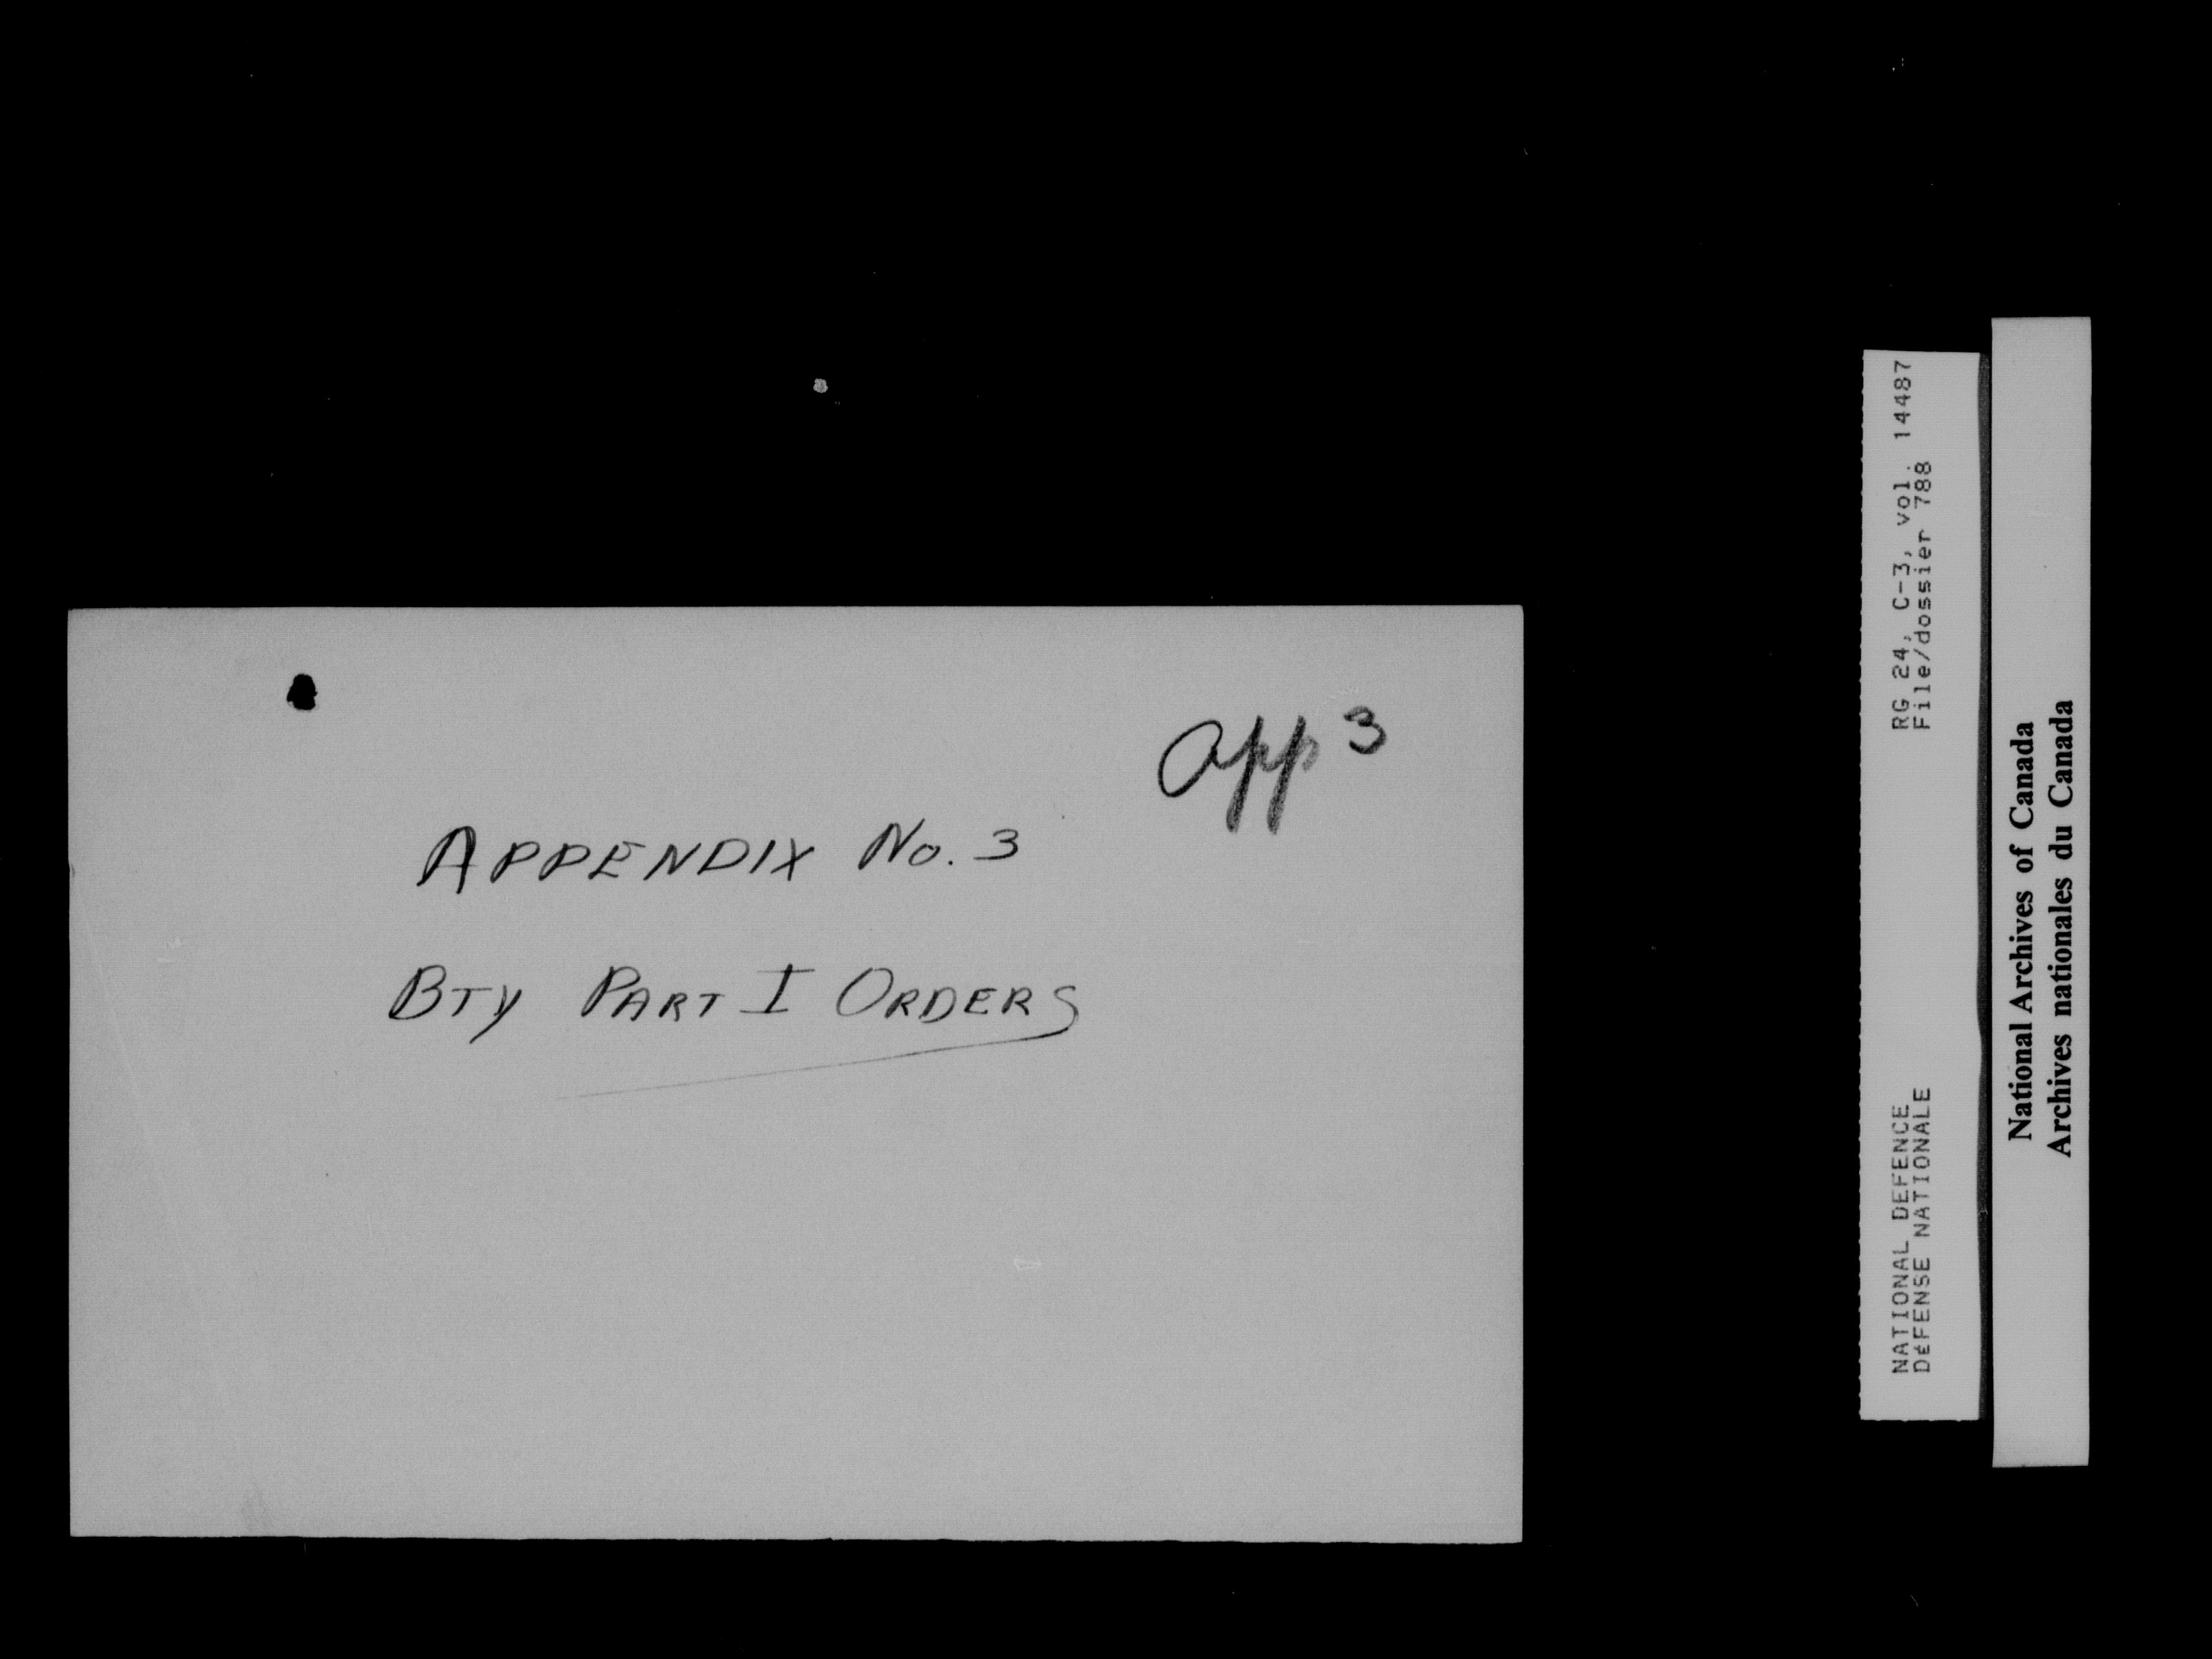 App 3
APPENDIX No. 3
BTY PART I ORDERS
RG 24, C-3, vol. 14487
File/dossier 788
NATIONAL DEFENCE
DÉFENSE NATIONALE
National Archives of Canada
Archives nationales du Canada